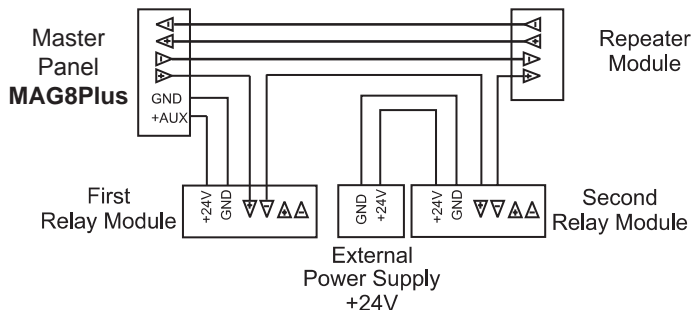 Master
Panel
MAG8Plus
GND
+AUX
Repeater
Module
First
Relay Module
+24V
GND
GND
+24V
+24V
GND
Second
Relay Module
External
Power Supply
+24V